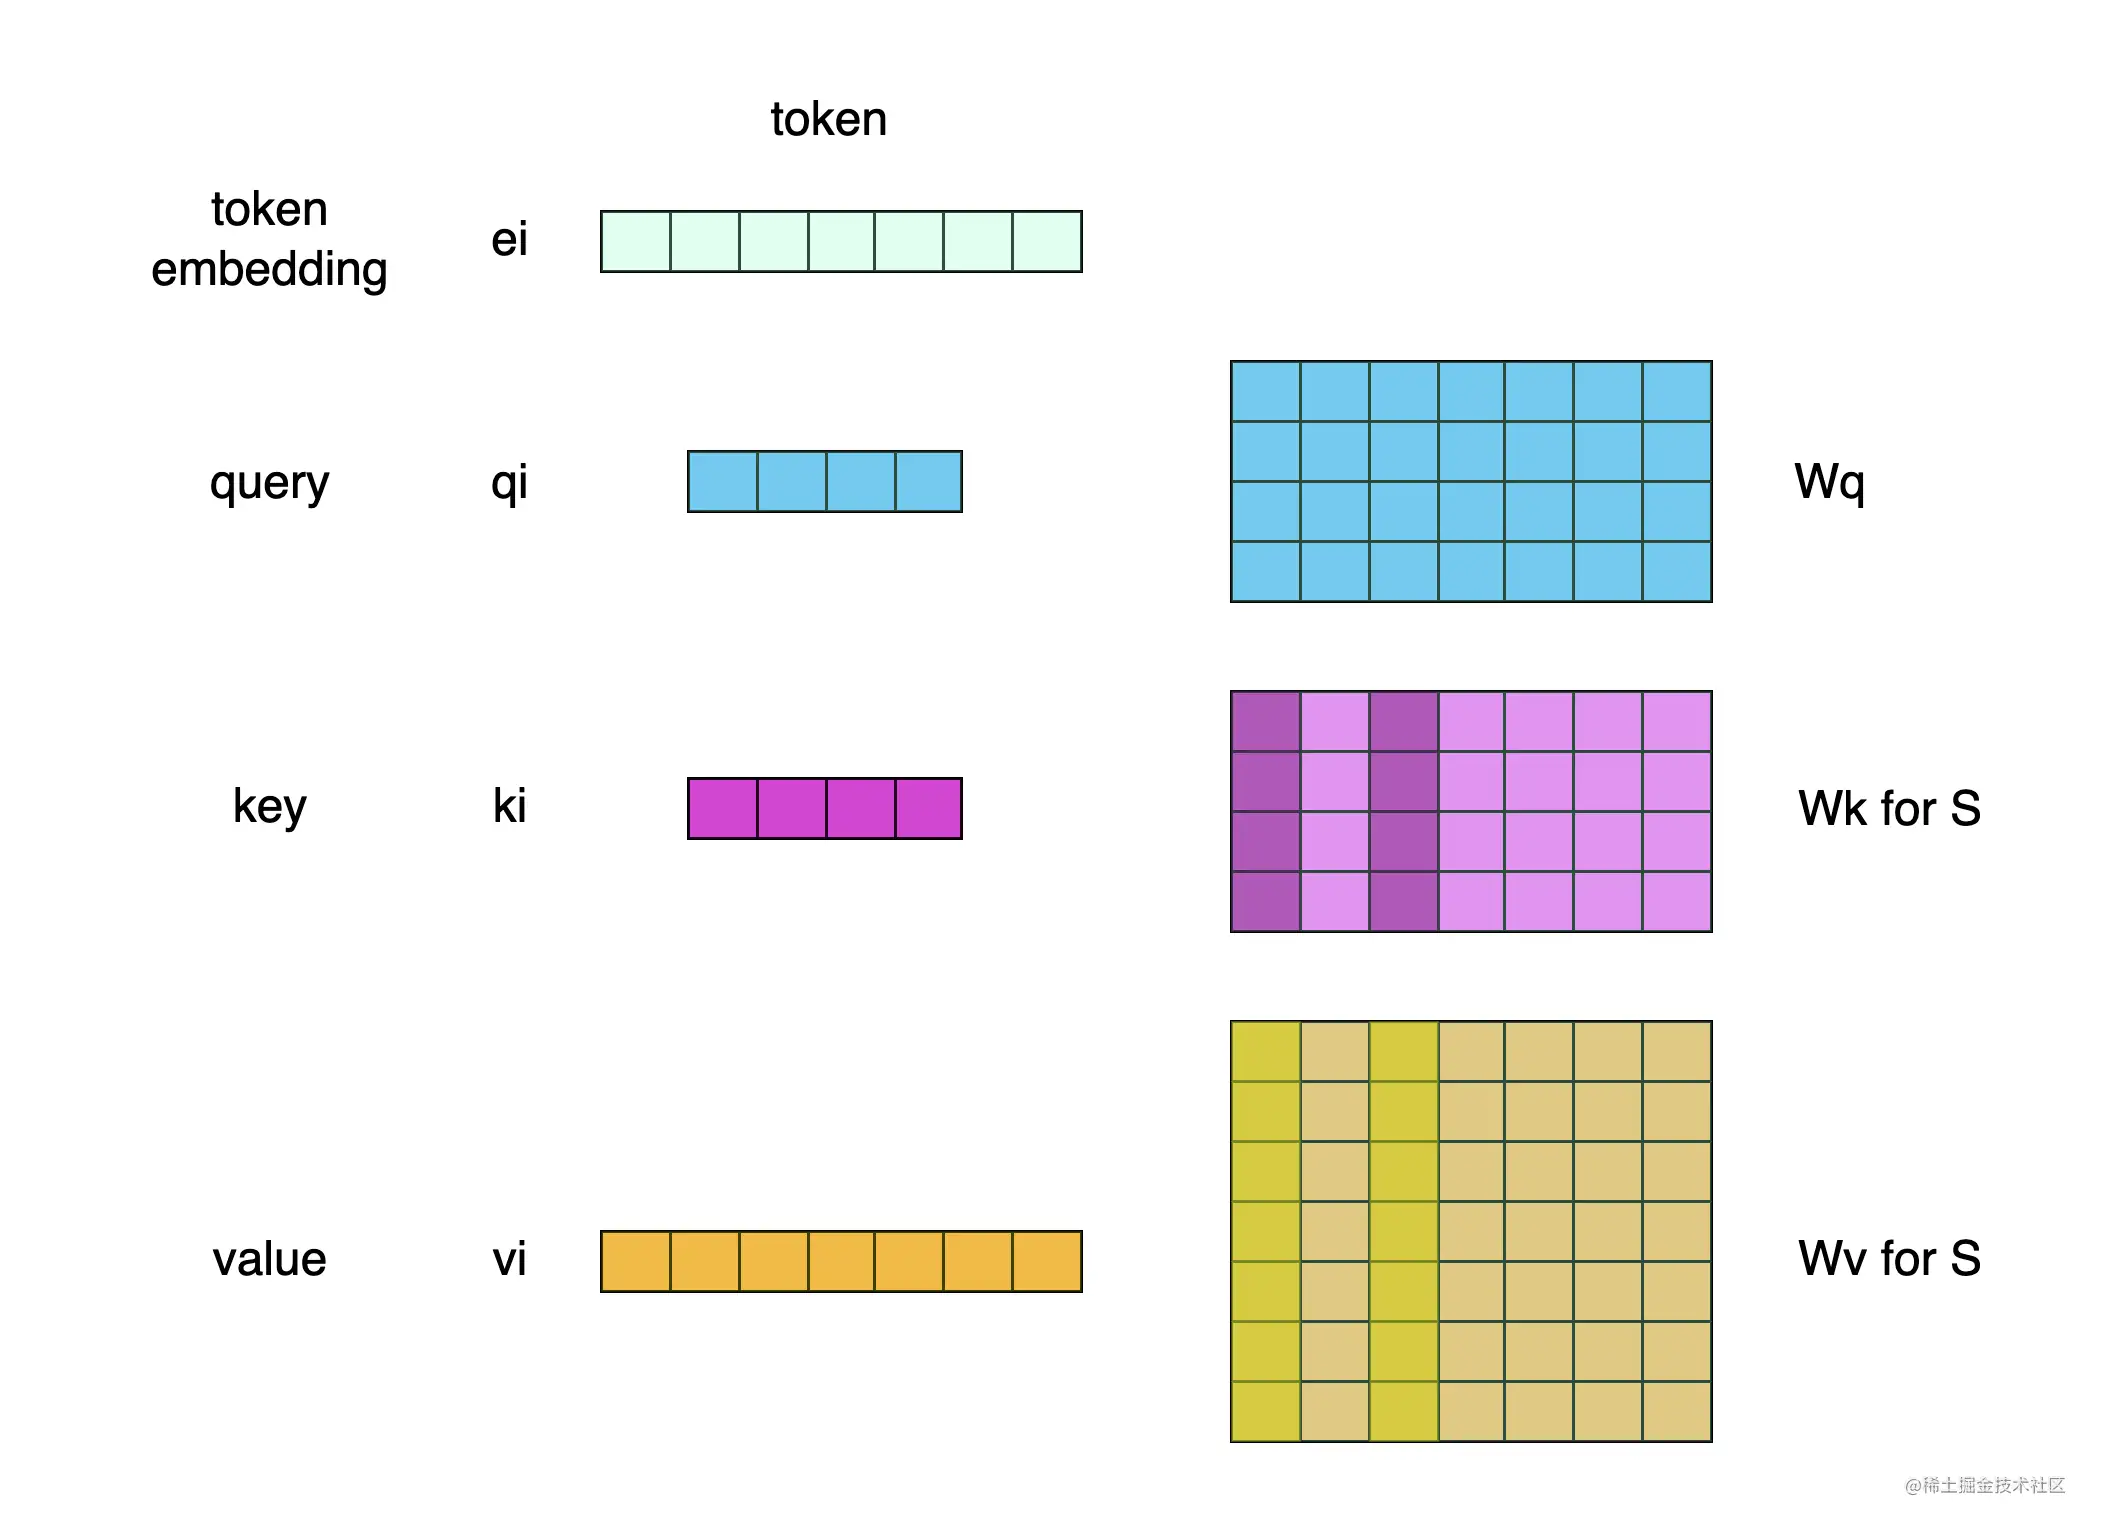 token
token
embedding
ei
query
qi
Wq
key
ki
Wk for S
value
vi
Wv for S
@稀土掘金技术社区